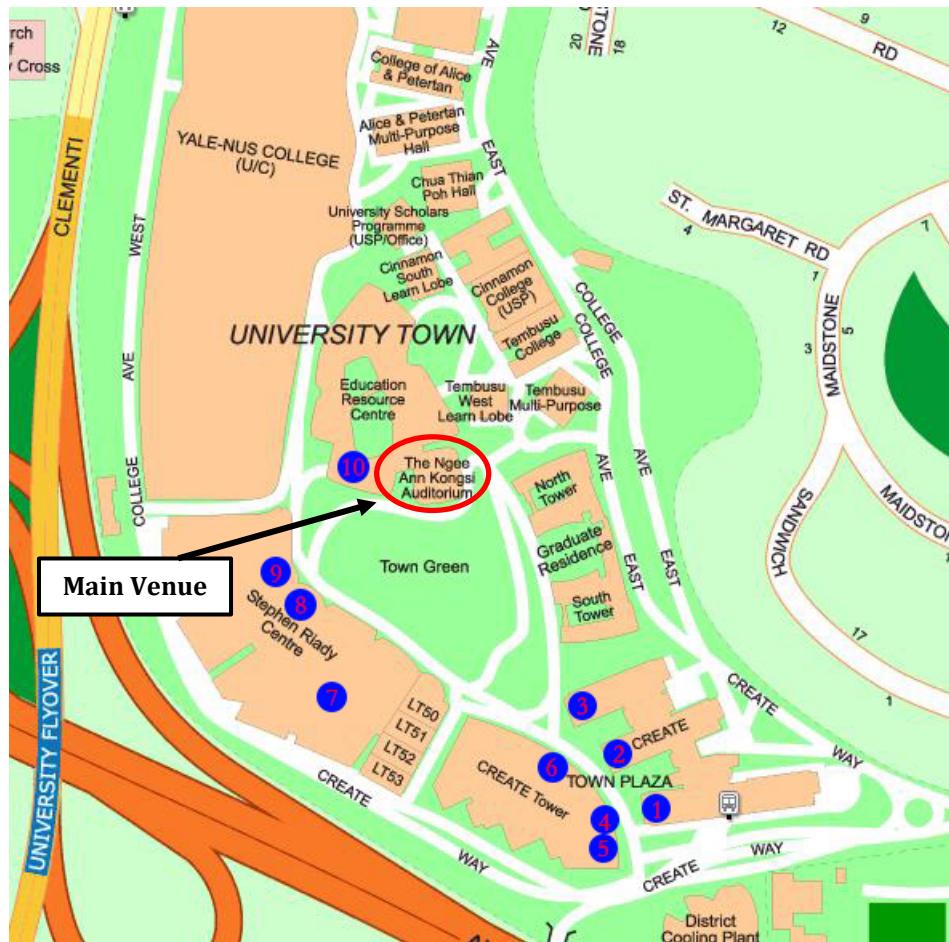 rch
of
y Cross
CLEMENTI
20
STONE
18
12
9
RD
AVE
EAST
College of Alice
& Petertan
Alice & Petertan
Multi-Purpose
Hall
YALE-NUS COLLEGE
(U/C)
Chua Thian
Poh Hall
ST. MARGARET RD
4
1
7
University Scholars
Programme
(USP/Office)
WEST
Cinnamon
South
Learn Lobe
Cinnamon
College
(USP)
COLLEGE
COLLEGE
MAIDSTONE
3
5
UNIVERSITY TOWN
Tembusu
College
AVE
Education
Resource
Centre
Tembusu
West
Learn Lobe
Tembusu
Multi-Purpose
10
The Ngee
Ann Kongsi
Auditorium
AVE
AVE
COLLEGE
North
Tower
SANDWICH
MAIDSTONE
Graduate
Residence
Main Venue
Town Green
9
8
EAST
EAST
South
Tower
Stephen Riady
Centre
17
1
UNIVERSITY FLYOVER
7
LT50
LT51
LT52
LT53
3
CREATE
WAY
2
CREATE
6
TOWN PLAZA
CREATE Tower
1
4
5
CREATE
WAY
CREATE
WAY
District
Cooling Plant